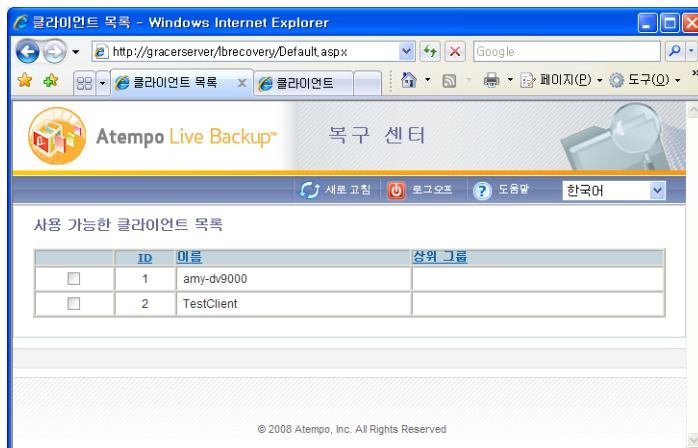 클라이언트 목록 - Windows Internet Explorer
http://gracerserver/lbrecovery/Default.aspx
Google
클라이언트 목록 x 클라이언트
페이지(P) 도구(O) »
Atempo Live Backup™ 복구 센터
새로 고침 로그오프 도움말 한국어
사용 가능한 클라이언트 목록
ID 이름 상위 그룹
1 amy-dv9000
2 TestClient
© 2008 Atempo, Inc. All Rights Reserved